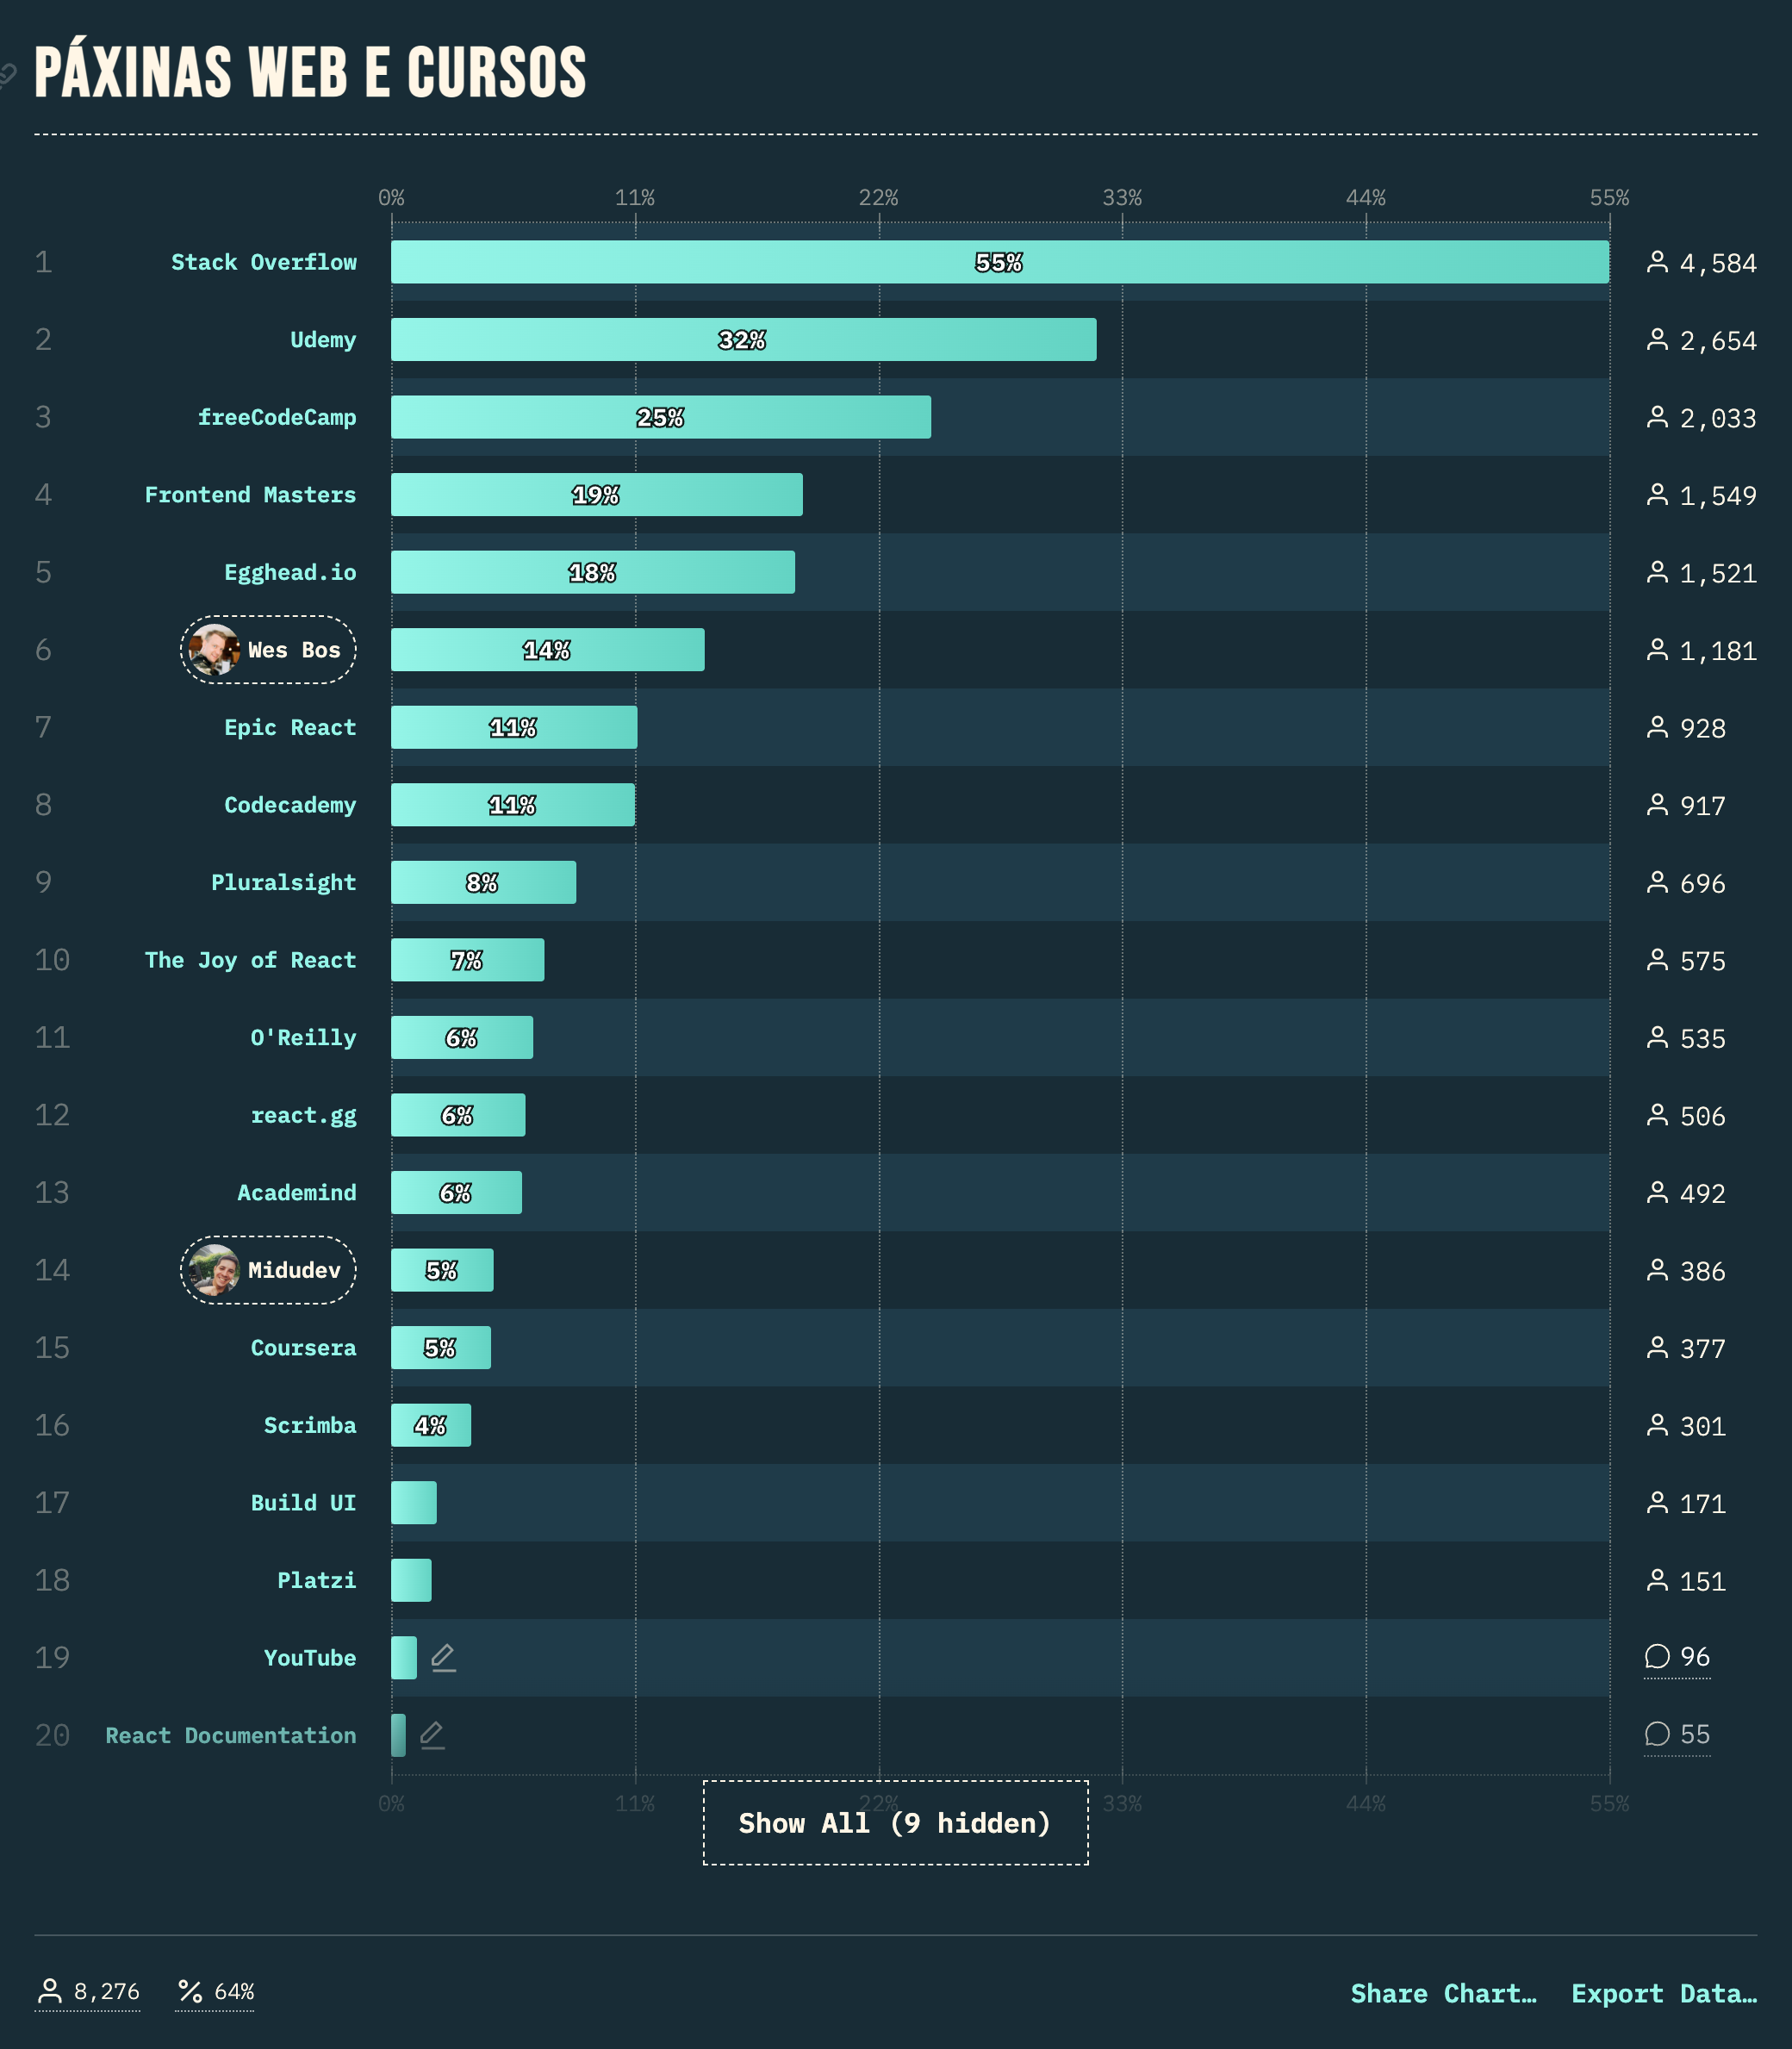 PÁXINAS WEB E CURSOS
0% 11% 22% 33% 44% 55%
1 Stack Overflow 55% 4,584
2 Udemy 32% 2,654
3 freeCodeCamp 25% 2,033
4 Frontend Masters 19% 1,549
5 Egghead.io 18% 1,521
6 Wes Bos 14% 1,181
7 Epic React 11% 928
8 Codecademy 11% 917
9 Pluralsight 8% 696
10 The Joy of React 7% 575
11 O'Reilly 6% 535
12 react.gg 6% 506
13 Academind 6% 492
14 Midudev 5% 386
15 Coursera 5% 377
16 Scrimba 4% 301
17 Build UI 171
18 Platzi 151
19 YouTube 96
20 React Documentation 55
0% 11% 22% 33% 44% 55%
Show All (9 hidden)
8,276 % 64% Share Chart… Export Data…